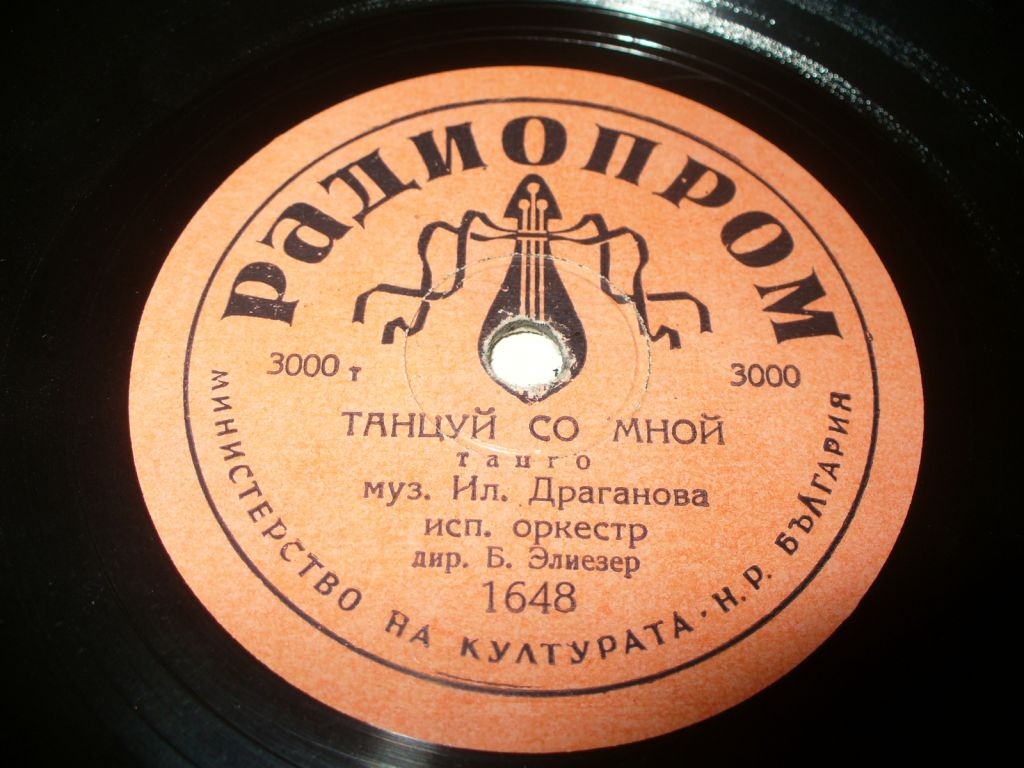 РАДИОПРОМ
3000 т
3000
ТАНЦУЙ СО МНОЙ
танго
муз. Ил. Драганова
исп. оркестр
дир. Б. Элиезер
1648
МИНИСТЕРСТВО НА КУЛТУРАТА · Н. Р. БЪЛГАРИЯ